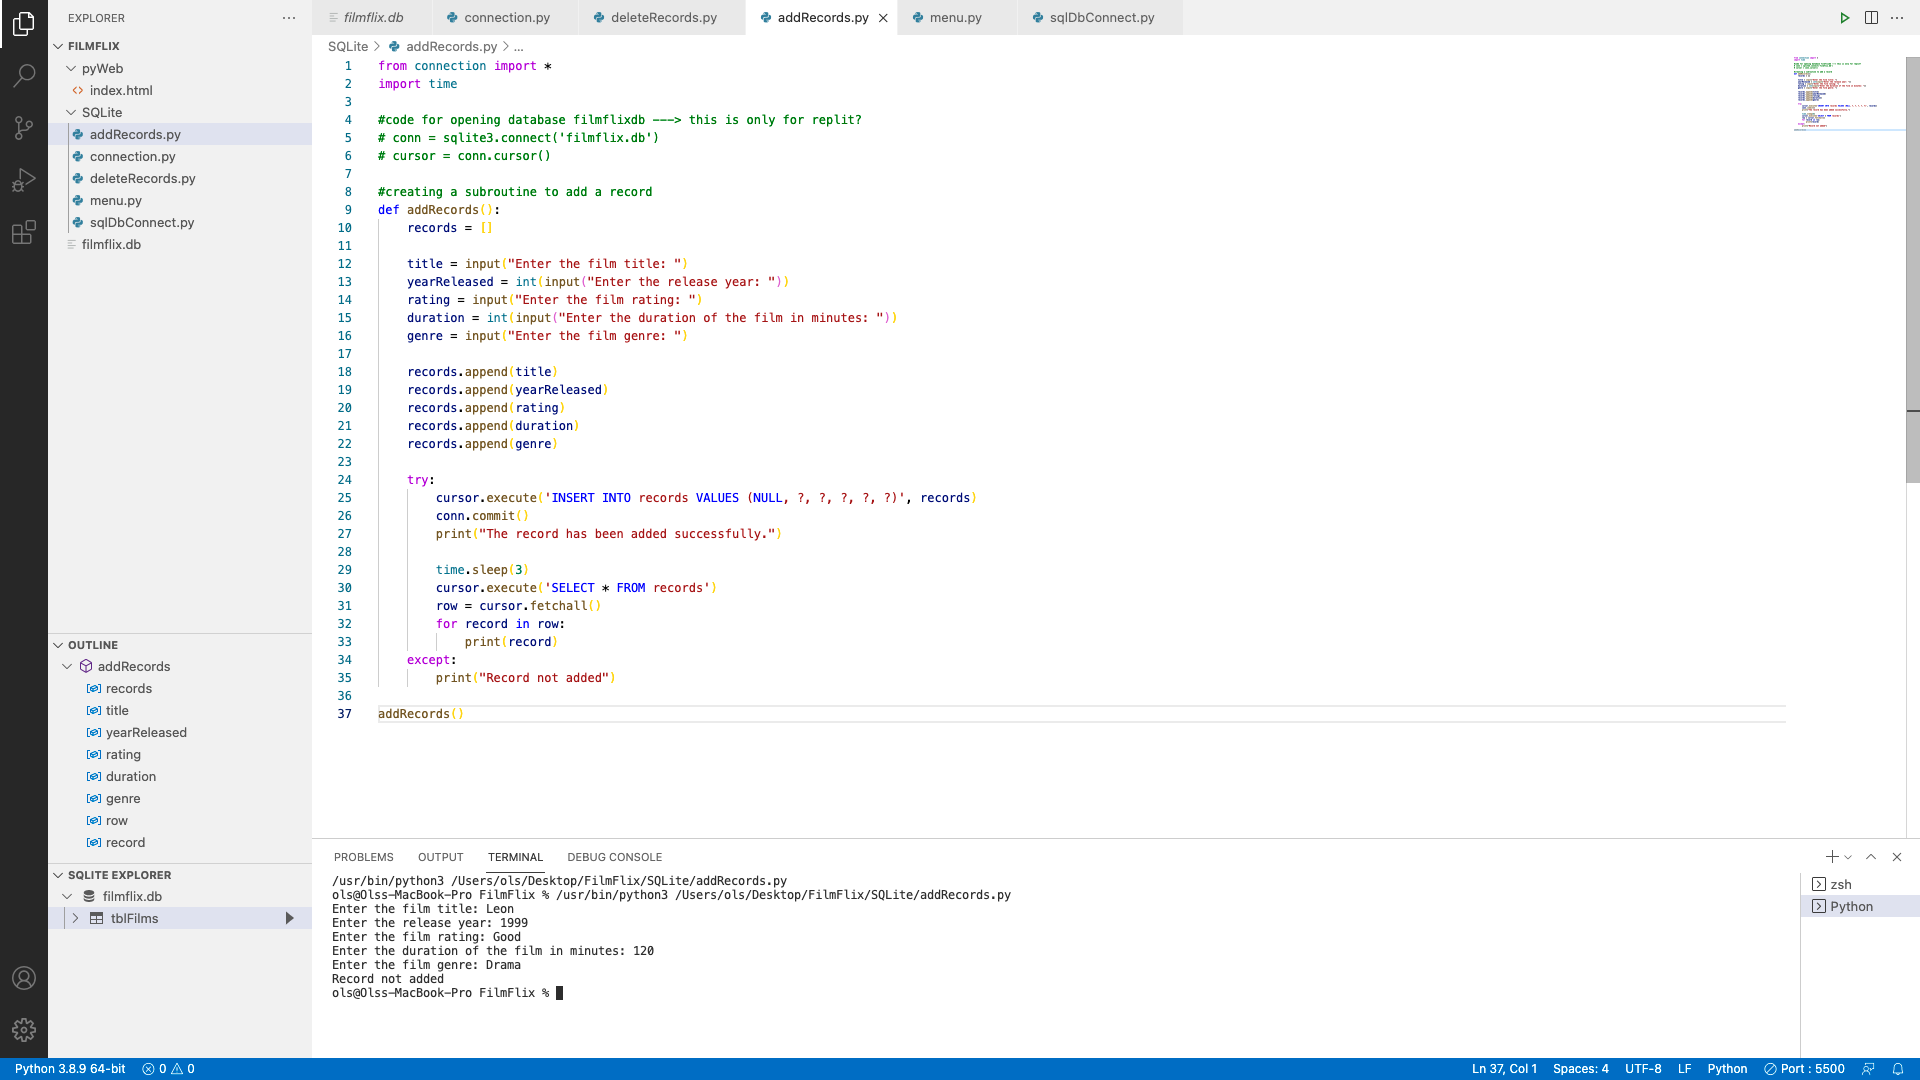 EXPLORER
FILMFLIX
pyWeb
index.html
SQLite
addRecords.py
connection.py
deleteRecords.py
menu.py
sqlDbConnect.py
filmflix.db
OUTLINE
addRecords
records
title
yearReleased
rating
duration
genre
row
record
SQLITE EXPLORER
filmflix.db
tblFilms
filmflix.db connection.py deleteRecords.py addRecords.py menu.py sqlDbConnect.py
SQLite > addRecords.py > ...
1 from connection import *
2 import time
3
4 #code for opening database filmflixdb ---> this is only for replit?
5 # conn = sqlite3.connect('filmflix.db')
6 # cursor = conn.cursor()
7
8 #creating a subroutine to add a record
9 def addRecords():
10 records = []
11
12 title = input("Enter the film title: ")
13 yearReleased = int(input("Enter the release year: "))
14 rating = input("Enter the film rating: ")
15 duration = int(input("Enter the duration of the film in minutes: "))
16 genre = input("Enter the film genre: ")
17
18 records.append(title)
19 records.append(yearReleased)
20 records.append(rating)
21 records.append(duration)
22 records.append(genre)
23
24 try:
25 cursor.execute('INSERT INTO records VALUES (NULL, ?, ?, ?, ?, ?)', records)
26 conn.commit()
27 print("The record has been added successfully.")
28
29 time.sleep(3)
30 cursor.execute('SELECT * FROM records')
31 row = cursor.fetchall()
32 for record in row:
33 print(record)
34 except:
35 print("Record not added")
36
37 addRecords()
PROBLEMS OUTPUT TERMINAL DEBUG CONSOLE
/usr/bin/python3 /Users/ols/Desktop/FilmFlix/SQLite/addRecords.py
ols@Olss-MacBook-Pro FilmFlix % /usr/bin/python3 /Users/ols/Desktop/FilmFlix/SQLite/addRecords.py
Enter the film title: Leon
Enter the release year: 1999
Enter the film rating: Good
Enter the duration of the film in minutes: 120
Enter the film genre: Drama
Record not added
ols@Olss-MacBook-Pro FilmFlix %
zsh
Python
Python 3.8.9 64-bit 0 0 Ln 37, Col 1 Spaces: 4 UTF-8 LF Python Port : 5500